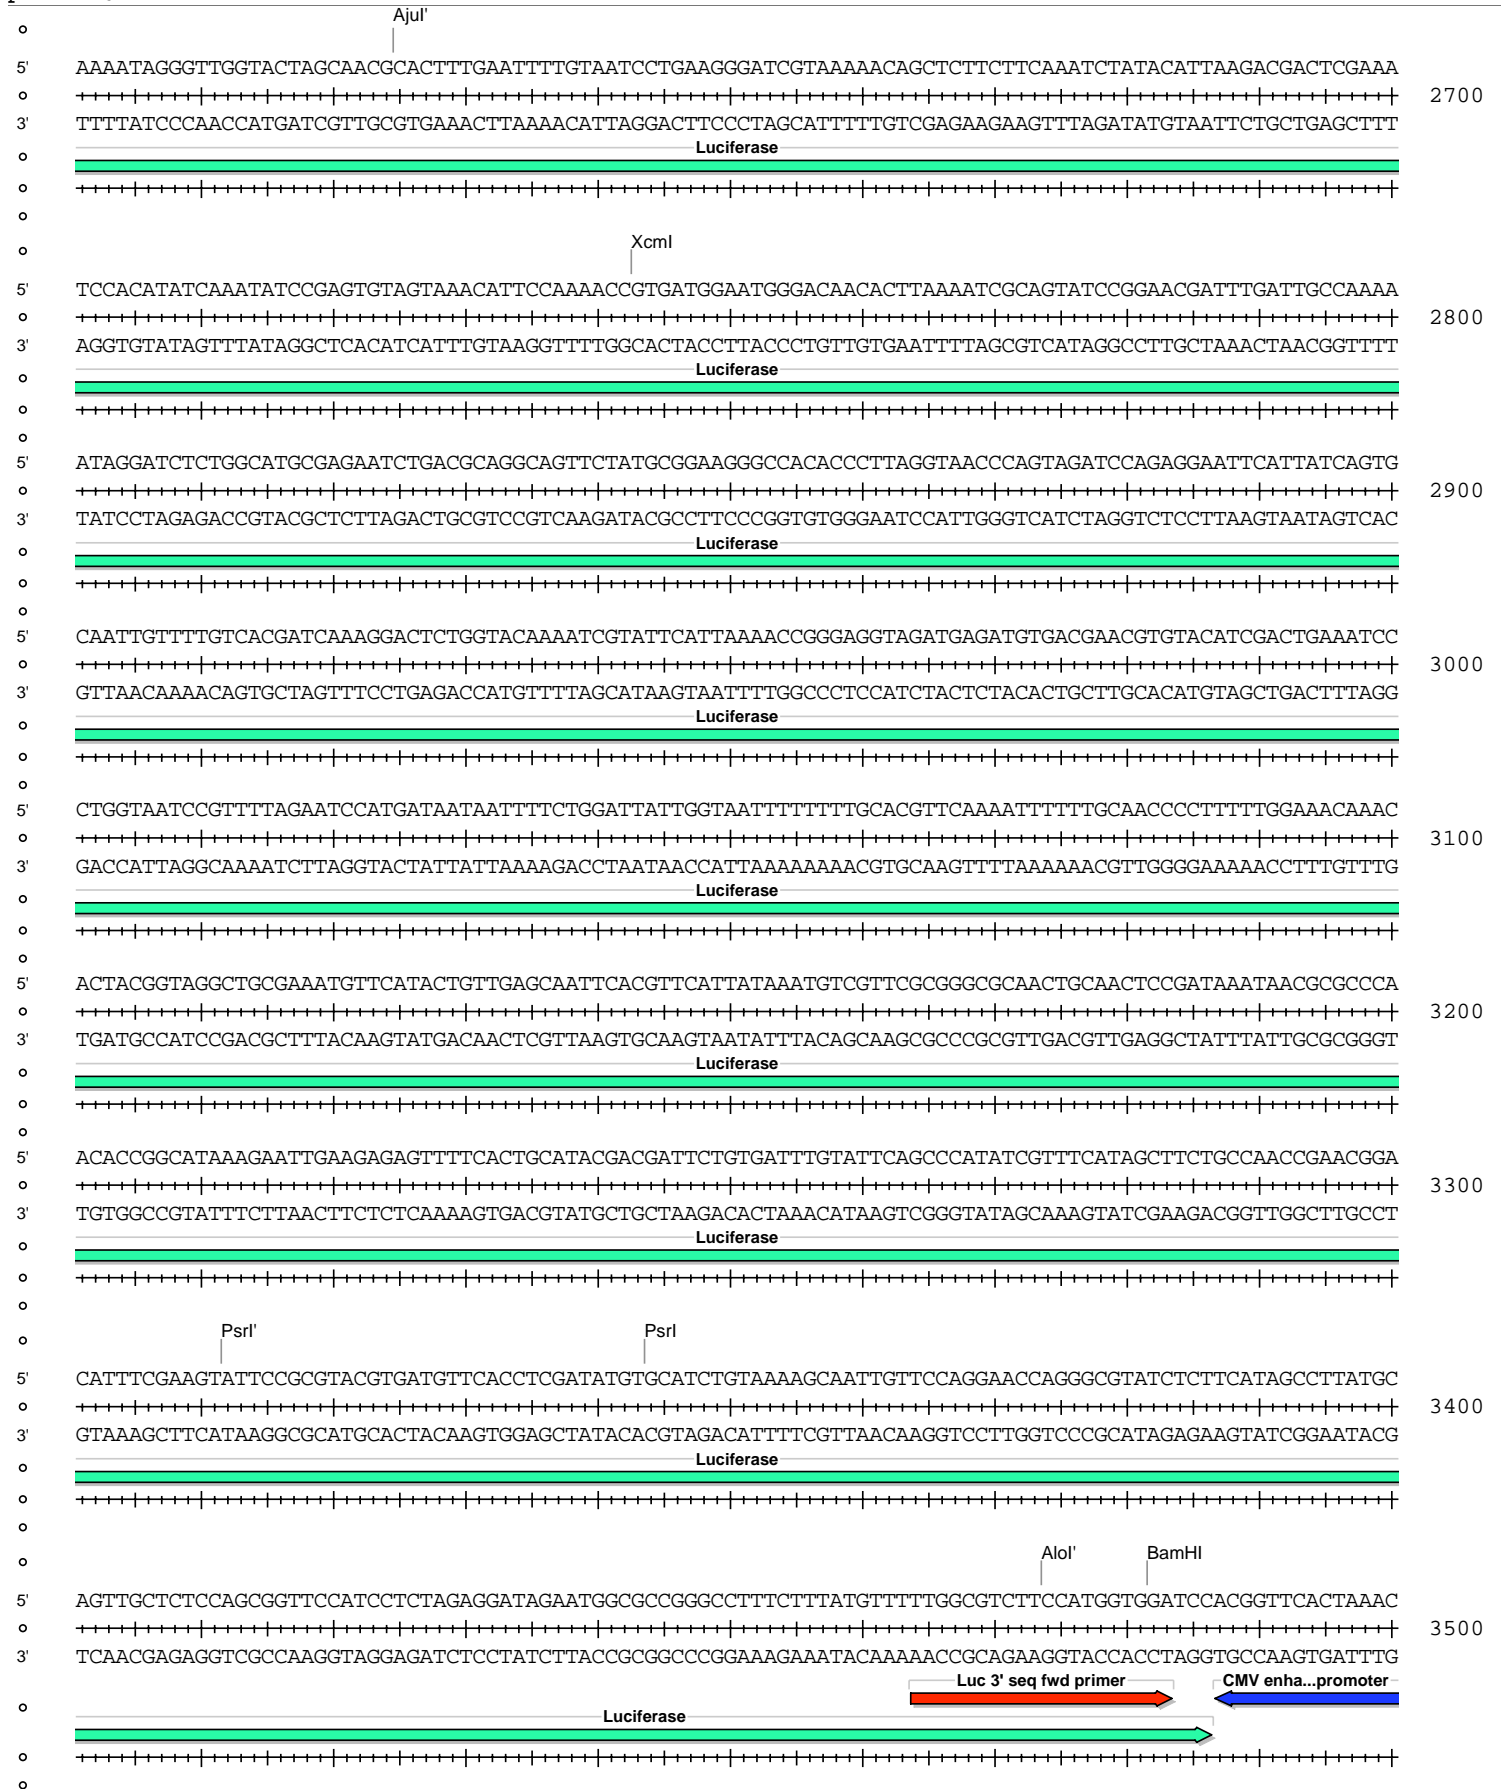 AjuI'
5' AAAATAGGGTTGGTACTAGCAACGCACTTTGAATTTTGTAATCCTGAAGGGATCGTAAAAACAGCTCTTCTTCAAATCTATACATTAAGACGACTCGAAA
2700
3' TTTTATCCCAACCATGATCGTTGCGTGAAACTTAAAACATTAGGACTTCCCTAGCATTTTTGTCGAGAAGAAGTTTAGATATGTAATTCTGCTGAGCTTT
Luciferase
XcmI
5' TCCACATATCAAATATCCGAGTGTAGTAAACATTCCAAAACCGTGATGGAATGGGACAACACTTAAAATCGCAGTATCCGGAACGATTTGATTGCCAAAA
2800
3' AGGTGTATAGTTTATAGGCTCACATCATTTGTAAGGTTTTGGCACTACCTTACCCTGTTGTGAATTTTAGCGTCATAGGCCTTGCTAAACTAACGGTTTT
Luciferase
5' ATAGGATCTCTGGCATGCGAGAATCTGACGCAGGCAGTTCTATGCGGAAGGGCCACACCCTTAGGTAACCCAGTAGATCCAGAGGAATTCATTATCAGTG
2900
3' TATCCTAGAGACCGTACGCTCTTAGACTGCGTCCGTCAAGATACGCCTTCCCGGTGTGGGAATCCATTGGGTCATCTAGGTCTCCTTAAGTAATAGTCAC
Luciferase
5' CAATTGTTTTGTCACGATCAAAGGACTCTGGTACAAAATCGTATTCATTAAAACCGGGAGGTAGATGAGATGTGACGAACGTGTACATCGACTGAAATCC
3000
3' GTTAACAAAACAGTGCTAGTTTCCTGAGACCATGTTTTAGCATAAGTAATTTTGGCCCTCCATCTACTCTACACTGCTTGCACATGTAGCTGACTTTAGG
Luciferase
5' CTGGTAATCCGTTTTAGAATCCATGATAATAATTTTCTGGATTATTGGTAATTTTTTTTGCACGTTCAAAATTTTTTGCAACCCCTTTTTGGAAACAAAC
3100
3' GACCATTAGGCAAAATCTTAGGTACTATTATTAAAAGACCTAATAACCATTAAAAAAAACGTGCAAGTTTTAAAAAACGTTGGGGAAAAACCTTTGTTTG
Luciferase
5' ACTACGGTAGGCTGCGAAATGTTCATACTGTTGAGCAATTCACGTTCATTATAAATGTCGTTCGCGGGCGCAACTGCAACTCCGATAAATAACGCGCCCA
3200
3' TGATGCCATCCGACGCTTTACAAGTATGACAACTCGTTAAGTGCAAGTAATATTTACAGCAAGCGCCCGCGTTGACGTTGAGGCTATTTATTGCGCGGGT
Luciferase
5' ACACCGGCATAAAGAATTGAAGAGAGTTTTCACTGCATACGACGATTCTGTGATTTGTATTCAGCCCATATCGTTTCATAGCTTCTGCCAACCGAACGGA
3300
3' TGTGGCCGTATTTCTTAACTTCTCTCAAAAGTGACGTATGCTGCTAAGACACTAAACATAAGTCGGGTATAGCAAAGTATCGAAGACGGTTGGCTTGCCT
Luciferase
PsrI' PsrI
5' CATTTCGAAGTATTCCGCGTACGTGATGTTCACCTCGATATGTGCATCTGTAAAAGCAATTGTTCCAGGAACCAGGGCGTATCTCTTCATAGCCTTATGC
3400
3' GTAAAGCTTCATAAGGCGCATGCACTACAAGTGGAGCTATACACGTAGACATTTTCGTTAACAAGGTCCTTGGTCCCGCATAGAGAAGTATCGGAATACG
Luciferase
AloI' BamHI
5' AGTTGCTCTCCAGCGGTTCCATCCTCTAGAGGATAGAATGGCGCCGGGCCTTTCTTTATGTTTTTGGCGTCTTCCATGGTGGATCCACGGTTCACTAAAC
3500
3' TCAACGAGAGGTCGCCAAGGTAGGAGATCTCCTATCTTACCGCGGCCCGGAAAGAAATACAAAAACCGCAGAAGGTACCACCTAGGTGCCAAGTGATTTG
Luc 3' seq fwd primer CMV enha...promoter
Luciferase